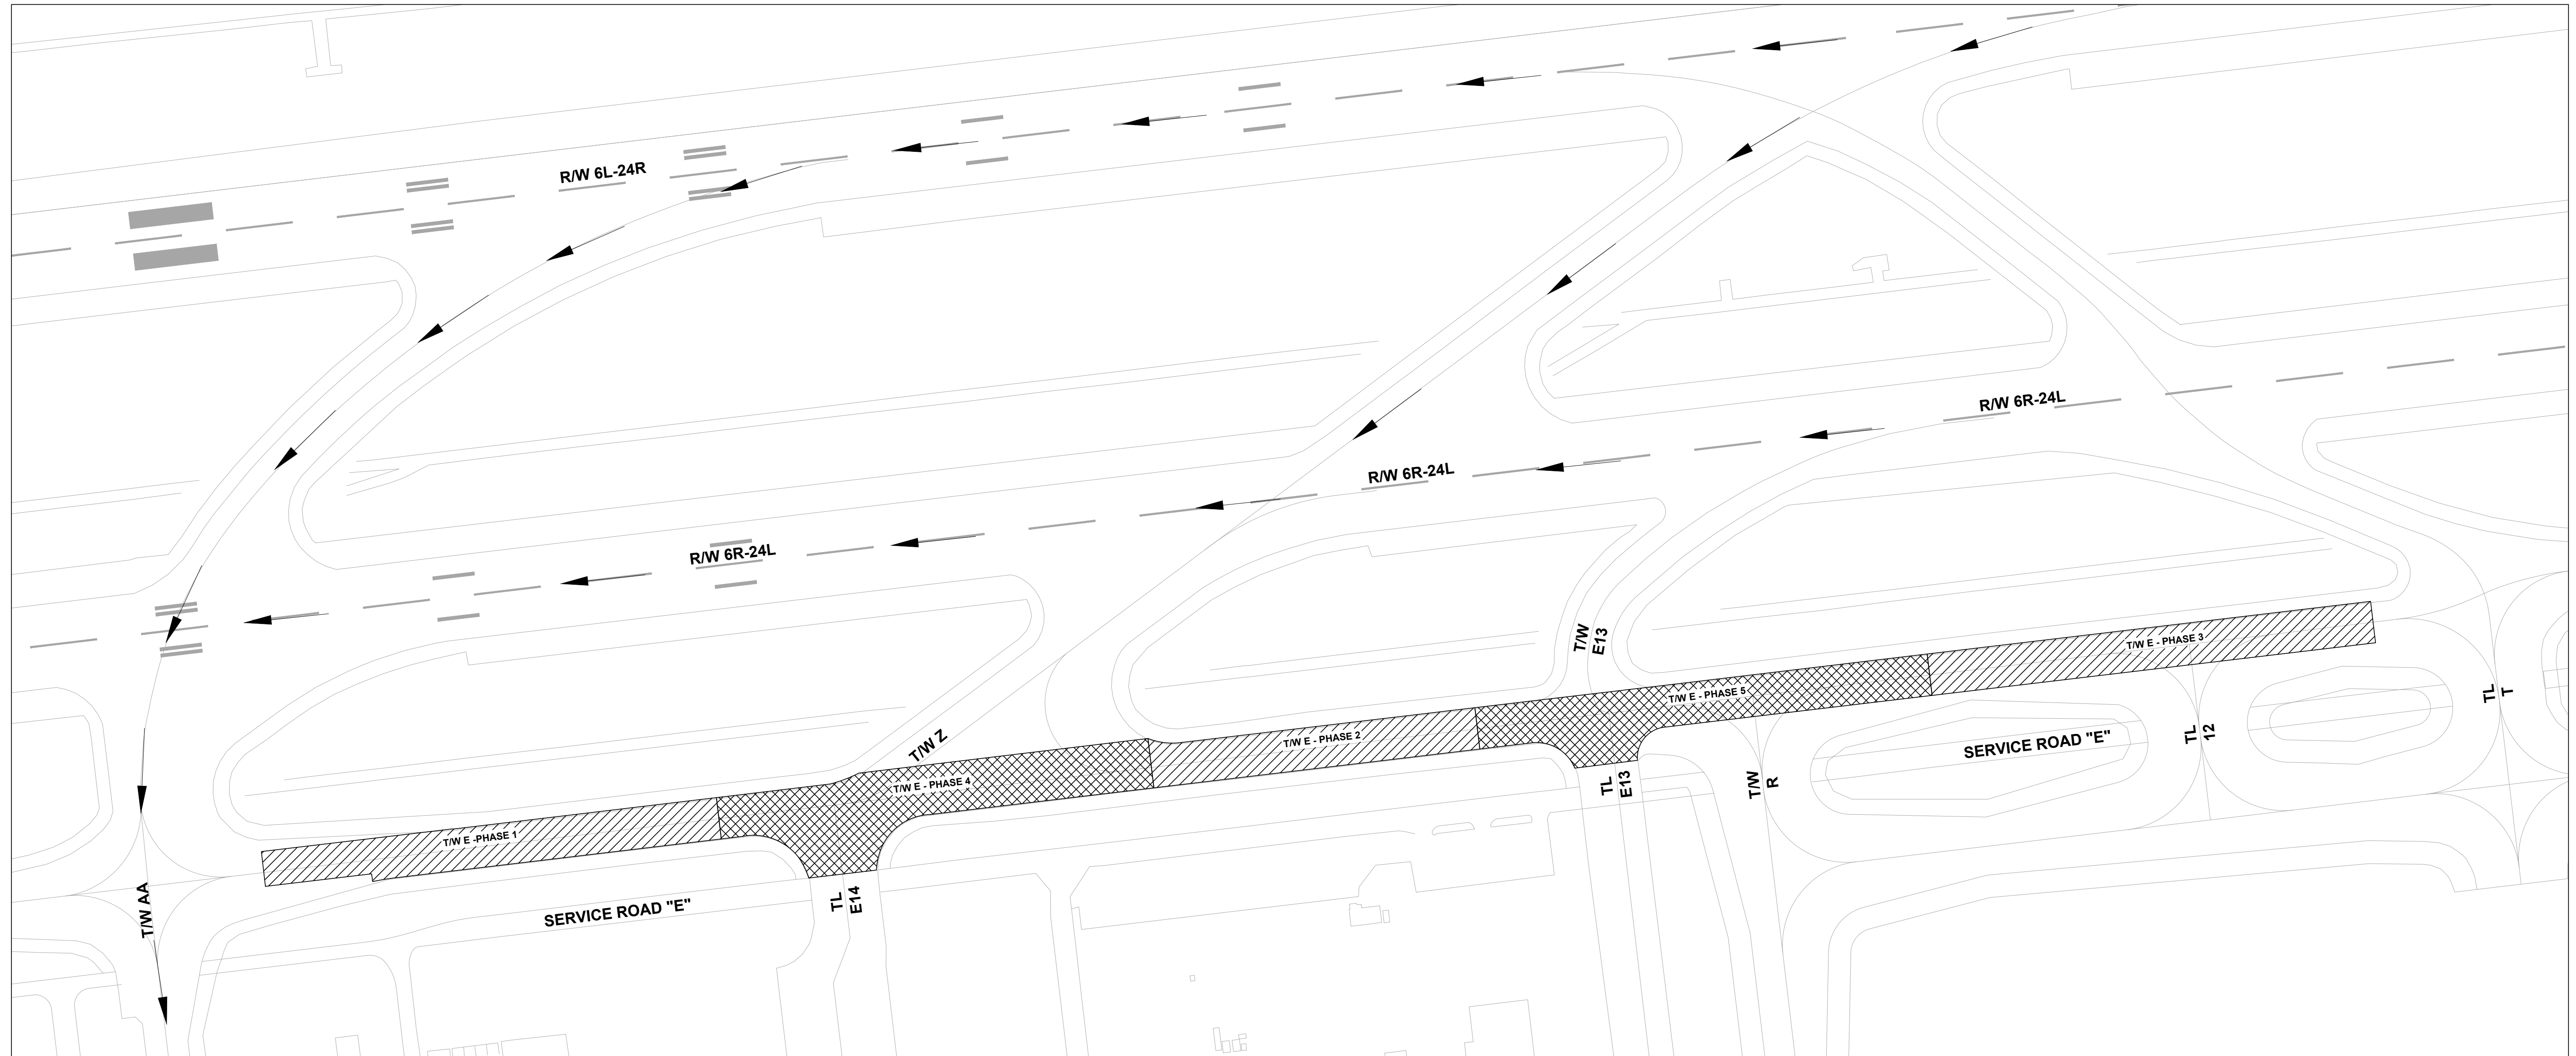 R/W 6L-24R
R/W 6R-24L
R/W 6R-24L
R/W 6R-24L
T/W
E13
T/W E - PHASE 3
T/W E - PHASE 5
TL
T
T/W Z
T/W E - PHASE 2
TL
12
SERVICE ROAD "E"
T/W E - PHASE 4
TL
E13
T/W
R
T/W E -PHASE 1
T/W AA
SERVICE ROAD "E"
TL
E14